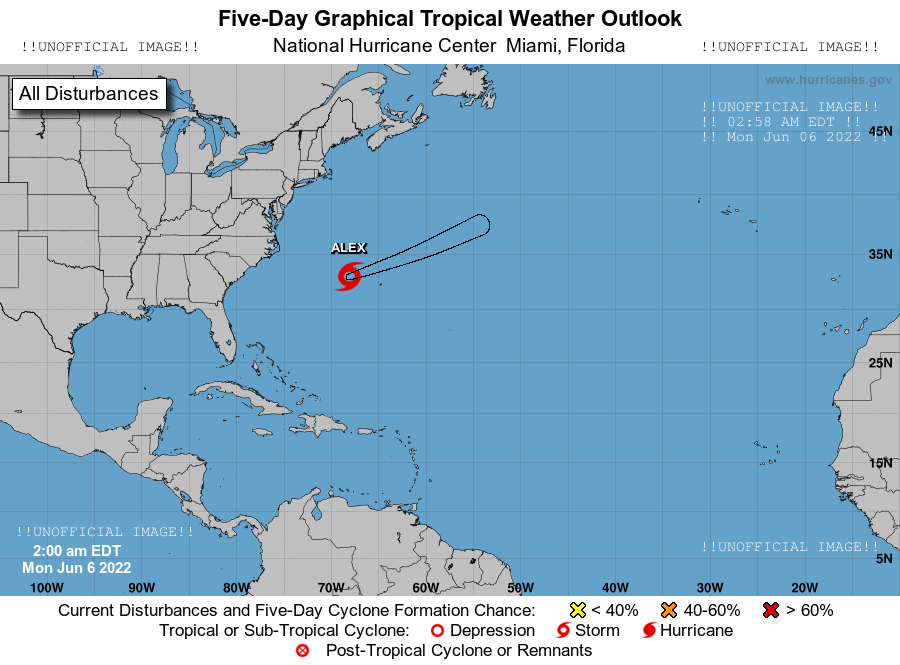 Five-Day Graphical Tropical Weather Outlook
!!UNOFFICIAL IMAGE!! National Hurricane Center Miami, Florida !!UNOFFICIAL IMAGE!!
www.hurricanes.gov
All Disturbances
!!UNOFFICIAL IMAGE!!
!! 02:58 AM EDT !!
!! Mon Jun 06 2022 !!
45N
ALEX
35N
25N
15N
!!UNOFFICIAL IMAGE!!
2:00 am EDT
Mon Jun 6 2022
!!UNOFFICIAL IMAGE!!
5N
100W 90W 80W 70W 60W 50W 40W 30W 20W
Current Disturbances and Five-Day Cyclone Formation Chance: < 40% 40-60% > 60%
Tropical or Sub-Tropical Cyclone: Depression Storm Hurricane
Post-Tropical Cyclone or Remnants